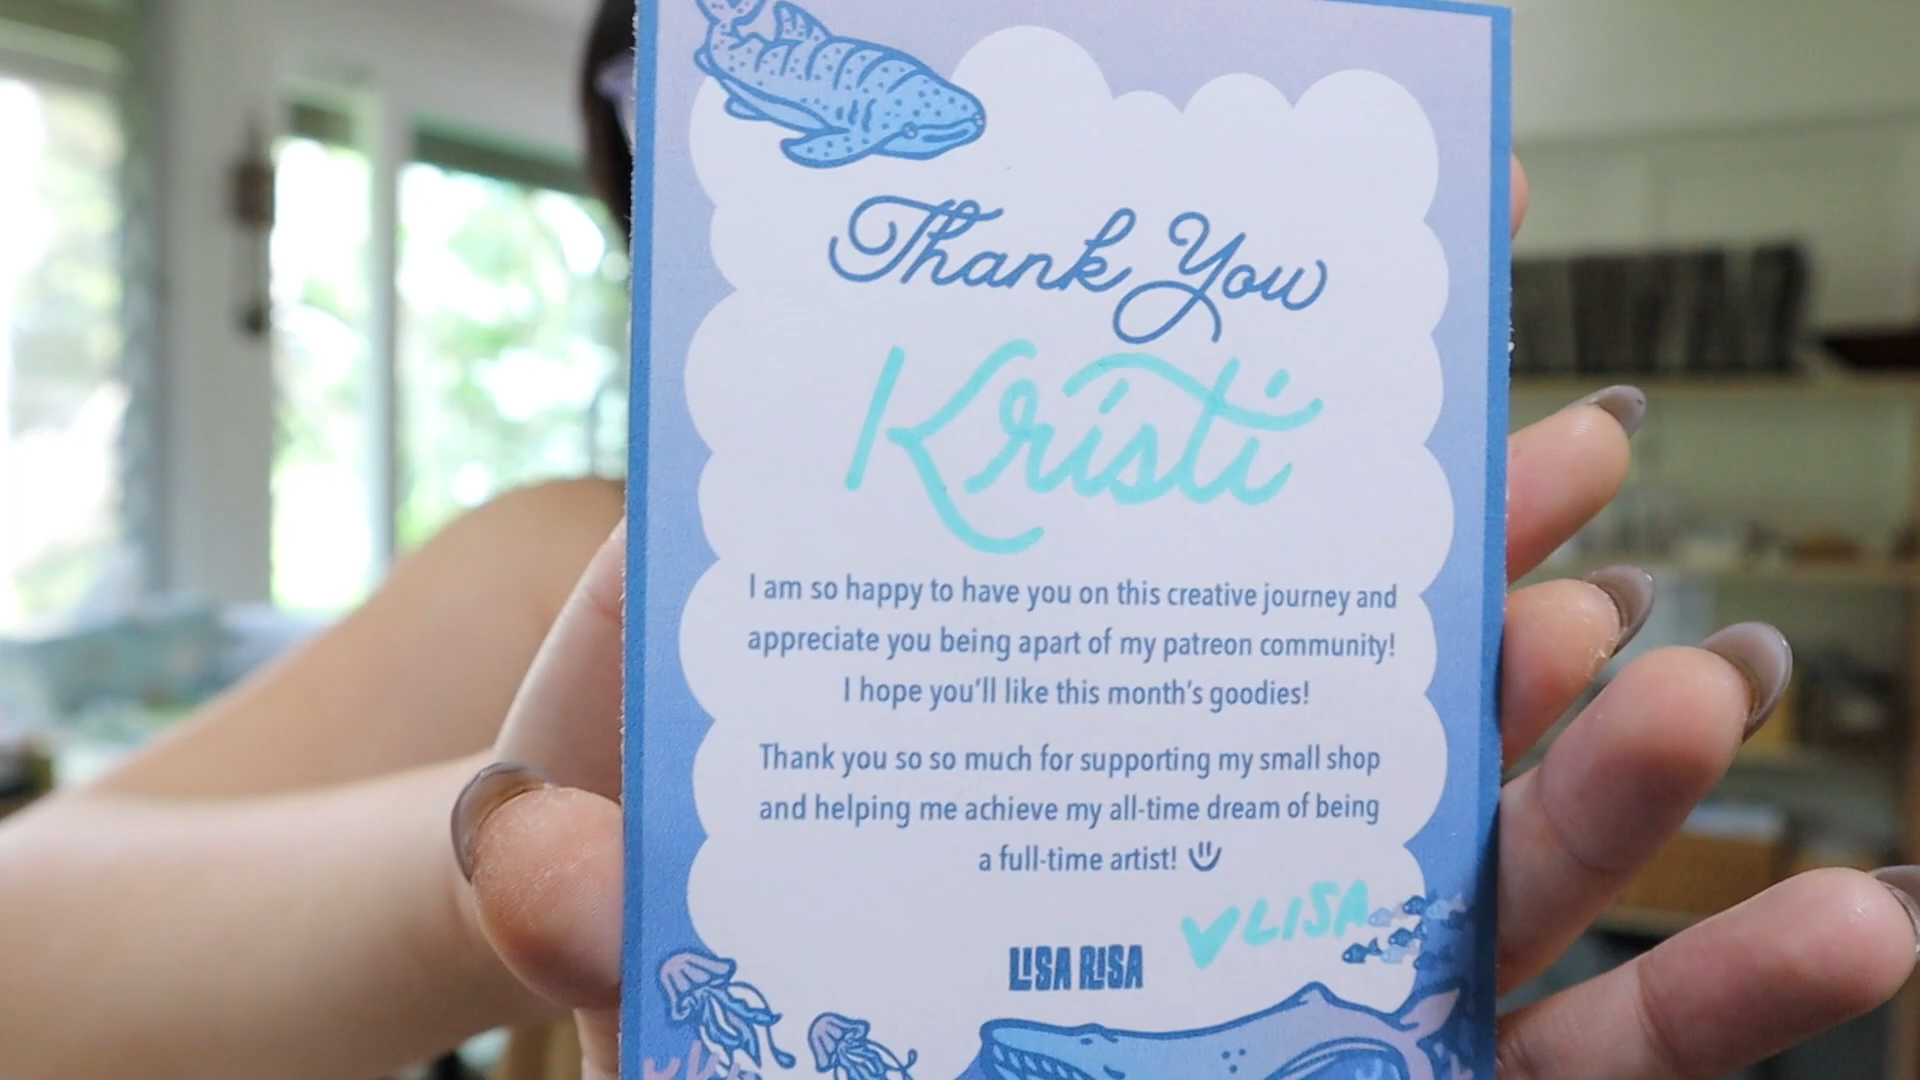 Thank You
Kristi
I am so happy to have you on this creative journey and
appreciate you being apart of my patreon community!
I hope you'll like this month's goodies!
Thank you so so much for supporting my small shop
and helping me achieve my all-time dream of being
a full-time artist!
LISA
LISA RISA